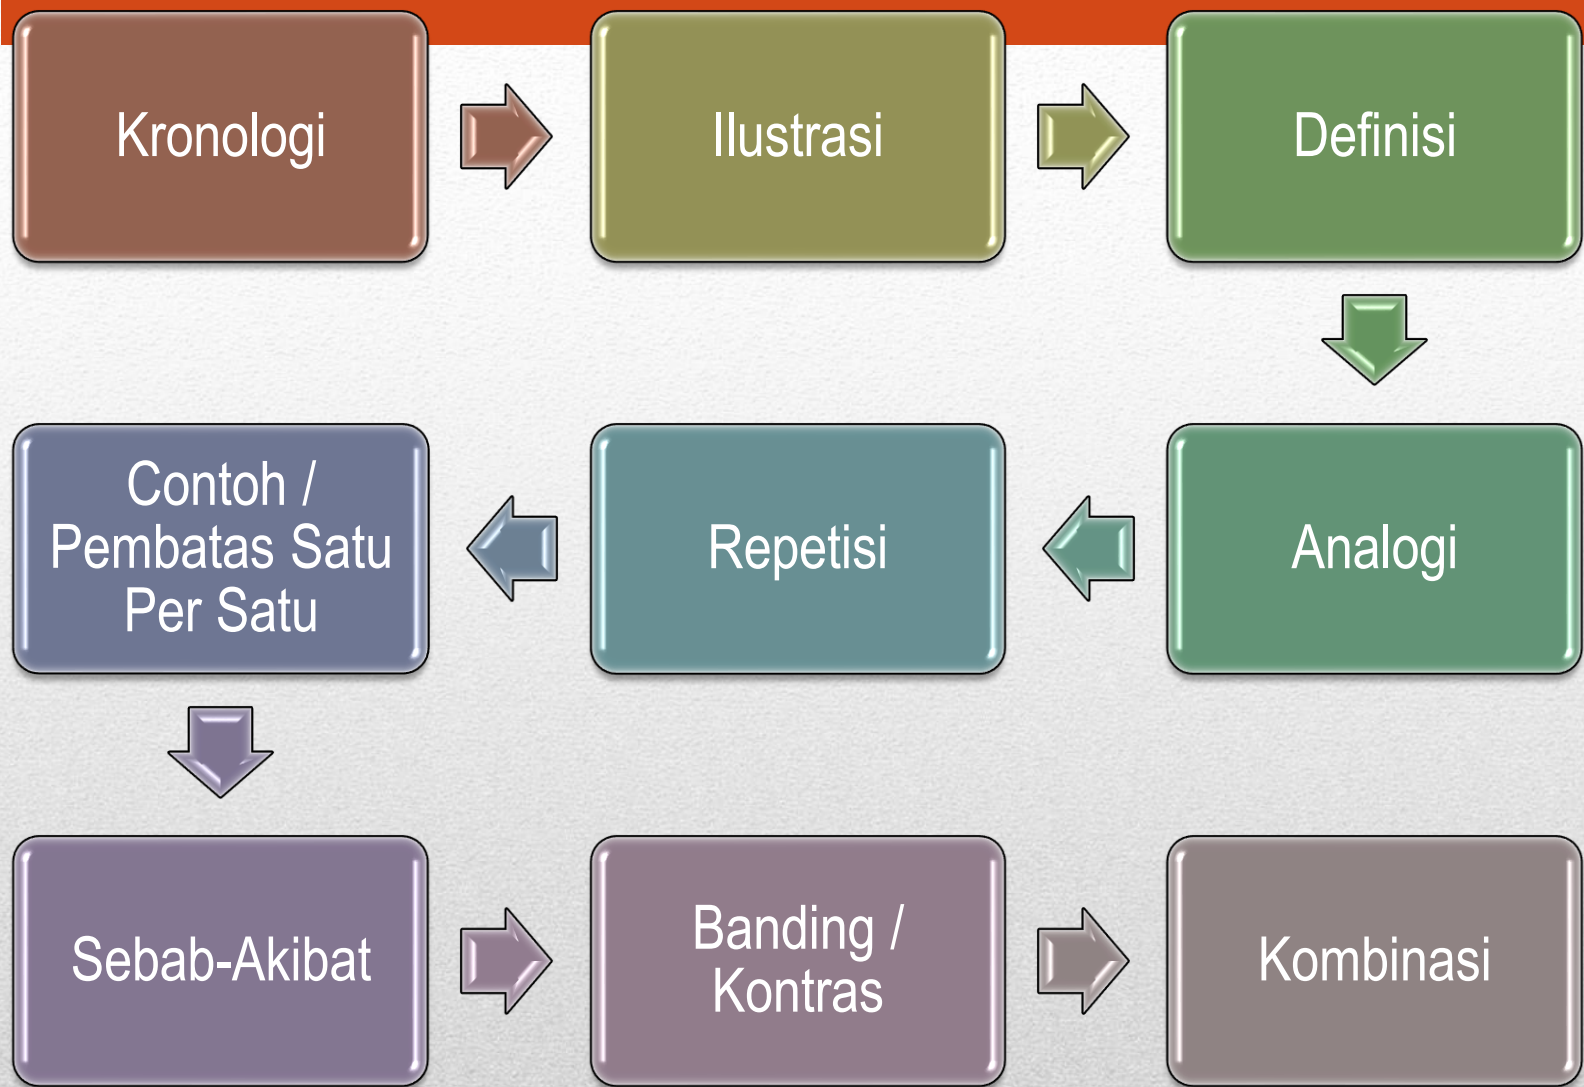 Kronologi
Ilustrasi
Definisi
Analogi
Repetisi
Contoh /
Pembatas Satu
Per Satu
Sebab-Akibat
Banding /
Kontras
Kombinasi